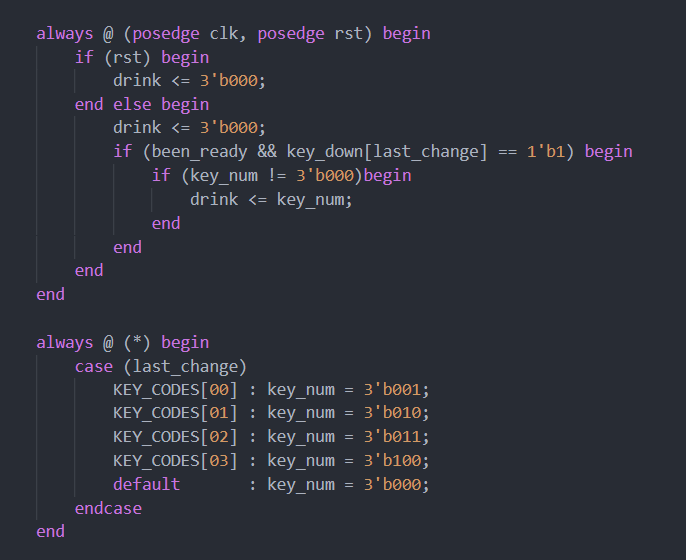 always @ (posedge clk, posedge rst) begin
    if (rst) begin
        drink <= 3'b000;
    end else begin
        drink <= 3'b000;
        if (been_ready && key_down[last_change] == 1'b1) begin
            if (key_num != 3'b000)begin
                drink <= key_num;
            end
        end
    end
end

always @ (*) begin
    case (last_change)
        KEY_CODES[00] : key_num = 3'b001;
        KEY_CODES[01] : key_num = 3'b010;
        KEY_CODES[02] : key_num = 3'b011;
        KEY_CODES[03] : key_num = 3'b100;
        default       : key_num = 3'b000;
    endcase
end